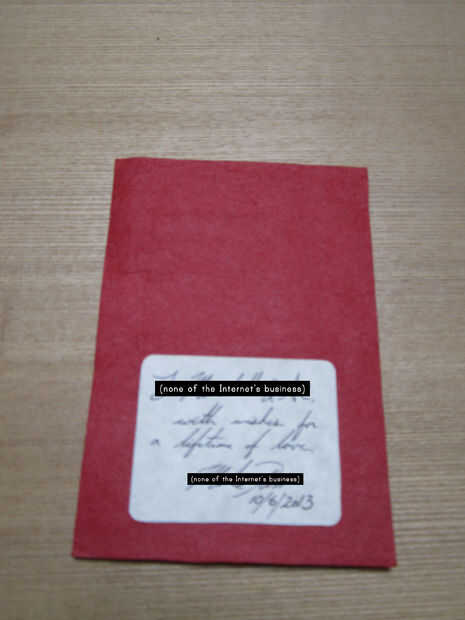 (none of the Internet's business)
with wishes for
a lifetime of love,
(none of the Internet's business)
10/6/2013